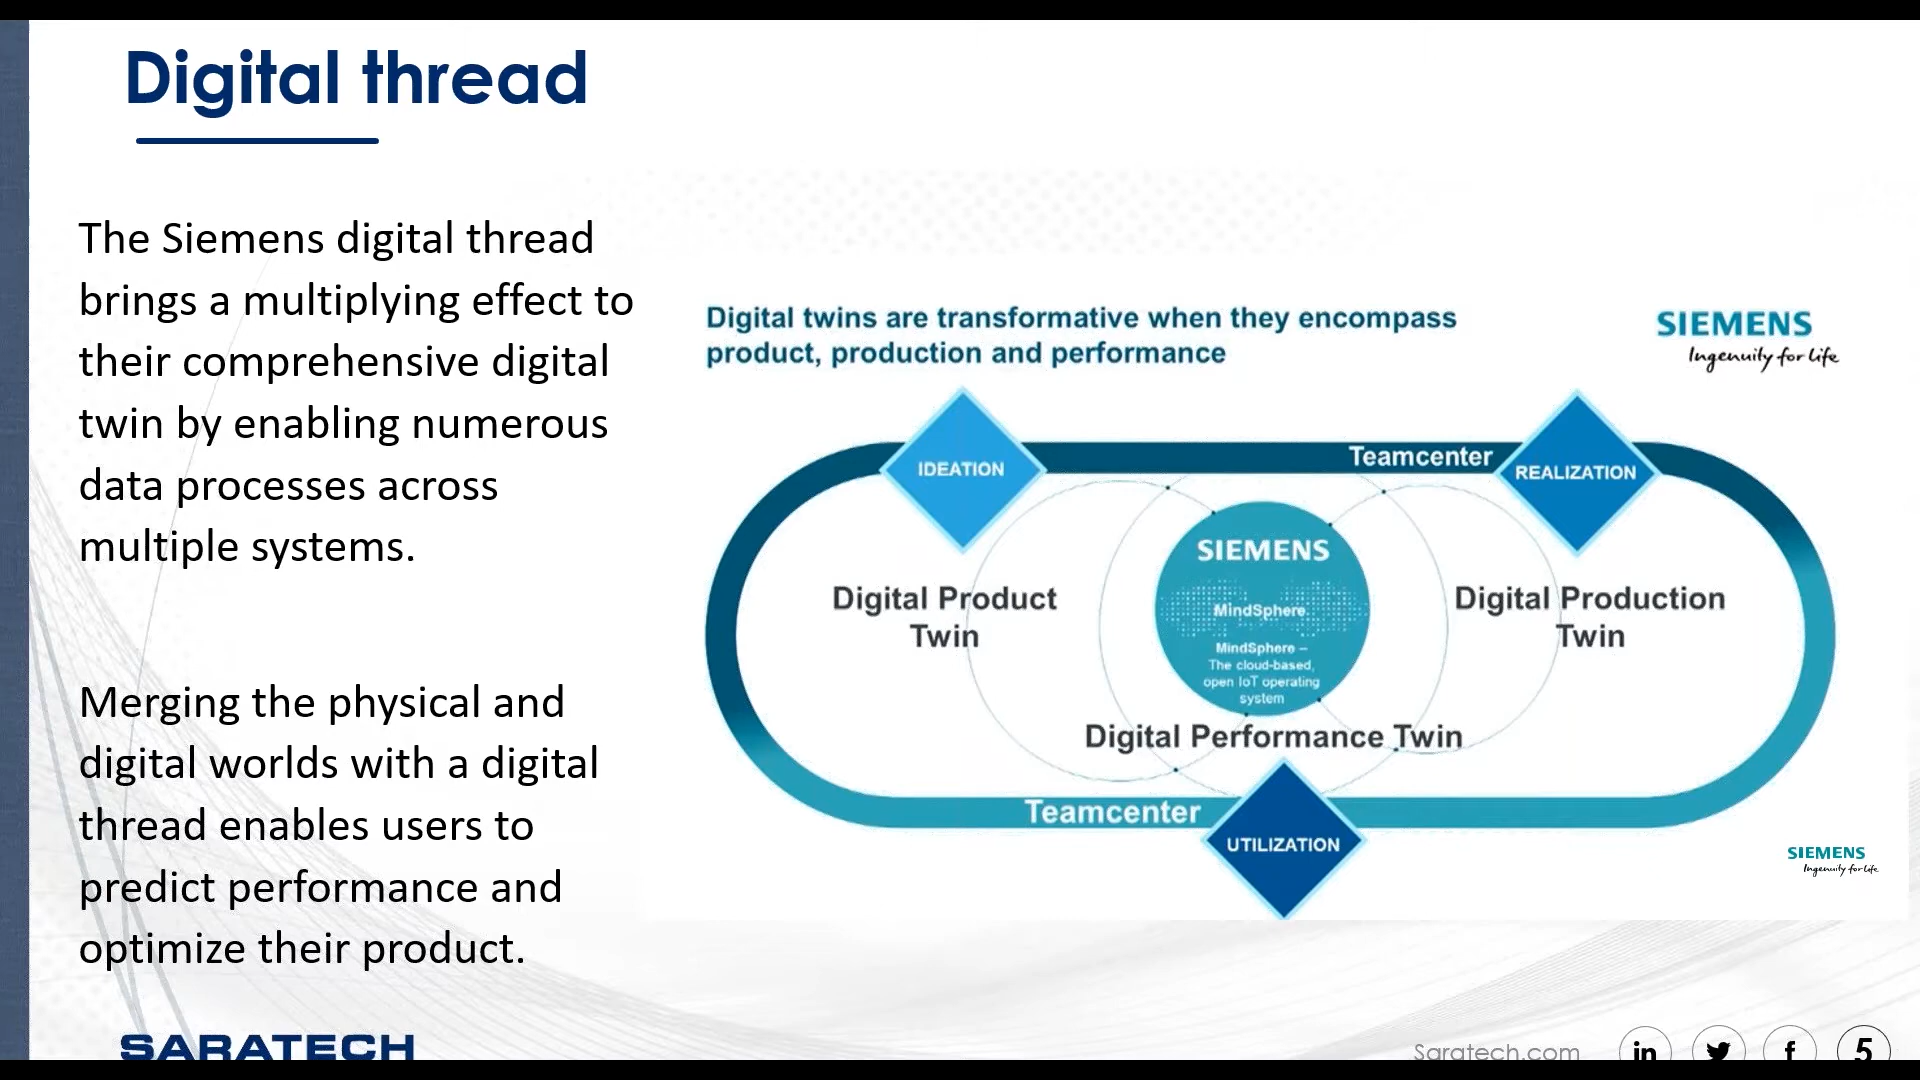 Digital thread
The Siemens digital thread
brings a multiplying effect to
their comprehensive digital
twin by enabling numerous
data processes across
multiple systems.
Merging the physical and
digital worlds with a digital
thread enables users to
predict performance and
optimize their product.
Digital twins are transformative when they encompass
product, production and performance
SIEMENS
Ingenuity for life
IDEATION
Teamcenter
REALIZATION
SIEMENS
MindSphere
MindSphere –
The cloud-based,
open IoT operating
system
Digital Product
Twin
Digital Production
Twin
Digital Performance Twin
Teamcenter
UTILIZATION
SIEMENS
Ingenuity for life
SARATECH
Saratech.com
in
f
5